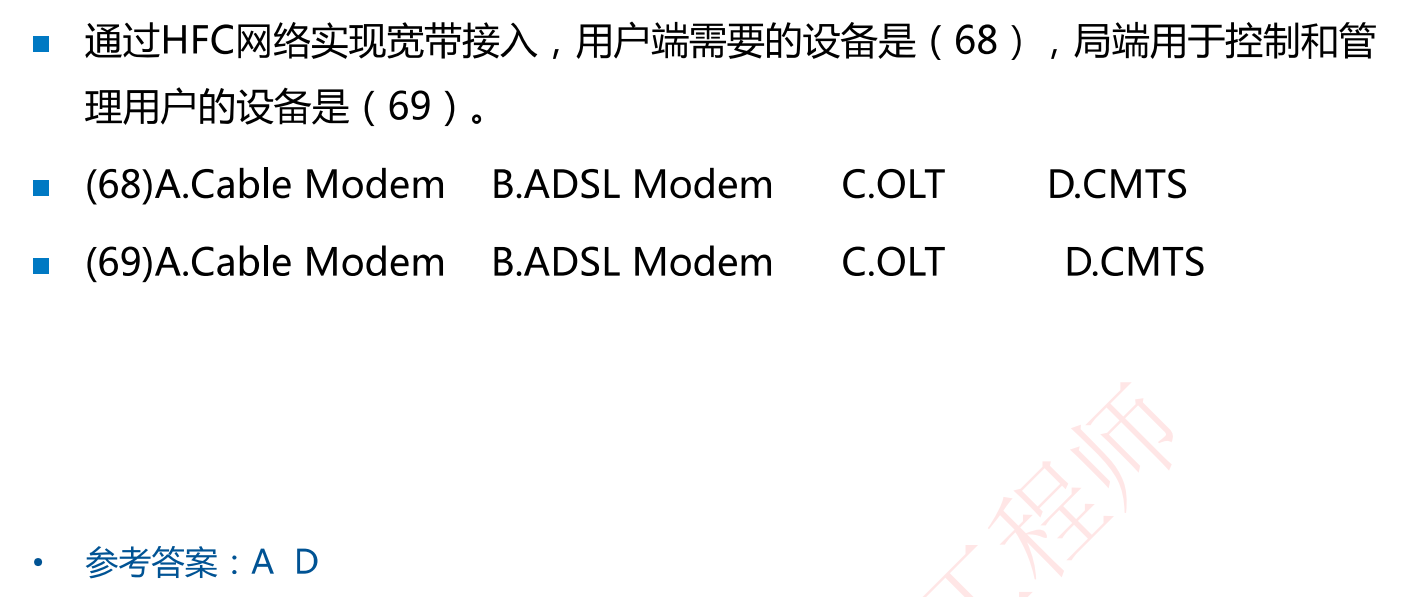 通过HFC网络实现宽带接入，用户端需要的设备是（68），局端用于控制和管
理用户的设备是（69）。
(68)A.Cable Modem B.ADSL Modem C.OLT D.CMTS
(69)A.Cable Modem B.ADSL Modem C.OLT D.CMTS
工程师
参考答案：A D